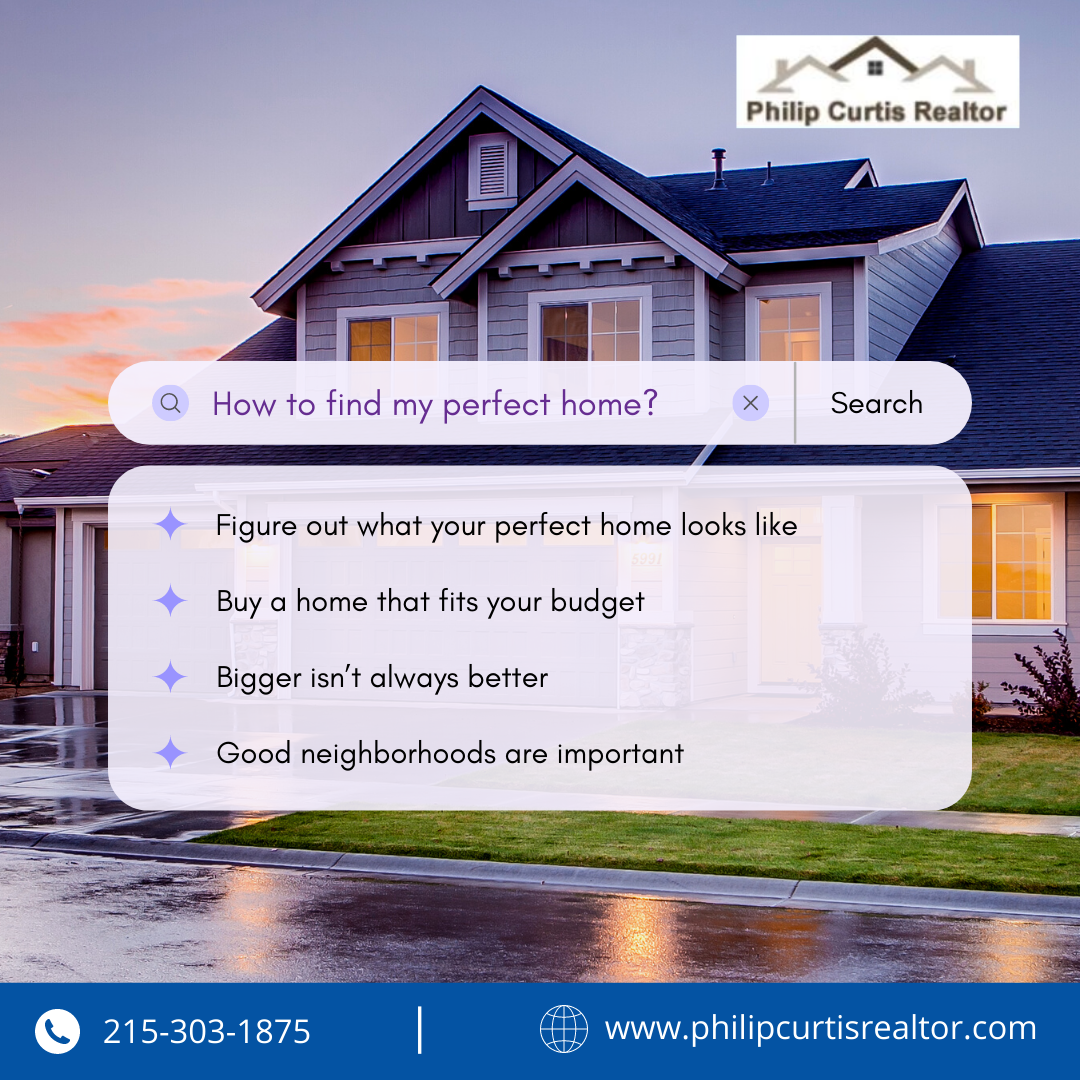 Philip Curtis Realtor
How to find my perfect home?
Search
Figure out what your perfect home looks like
5991
Buy a home that fits your budget
Bigger isn’t always better
Good neighborhoods are important
215-303-1875
www.philipcurtisrealtor.com